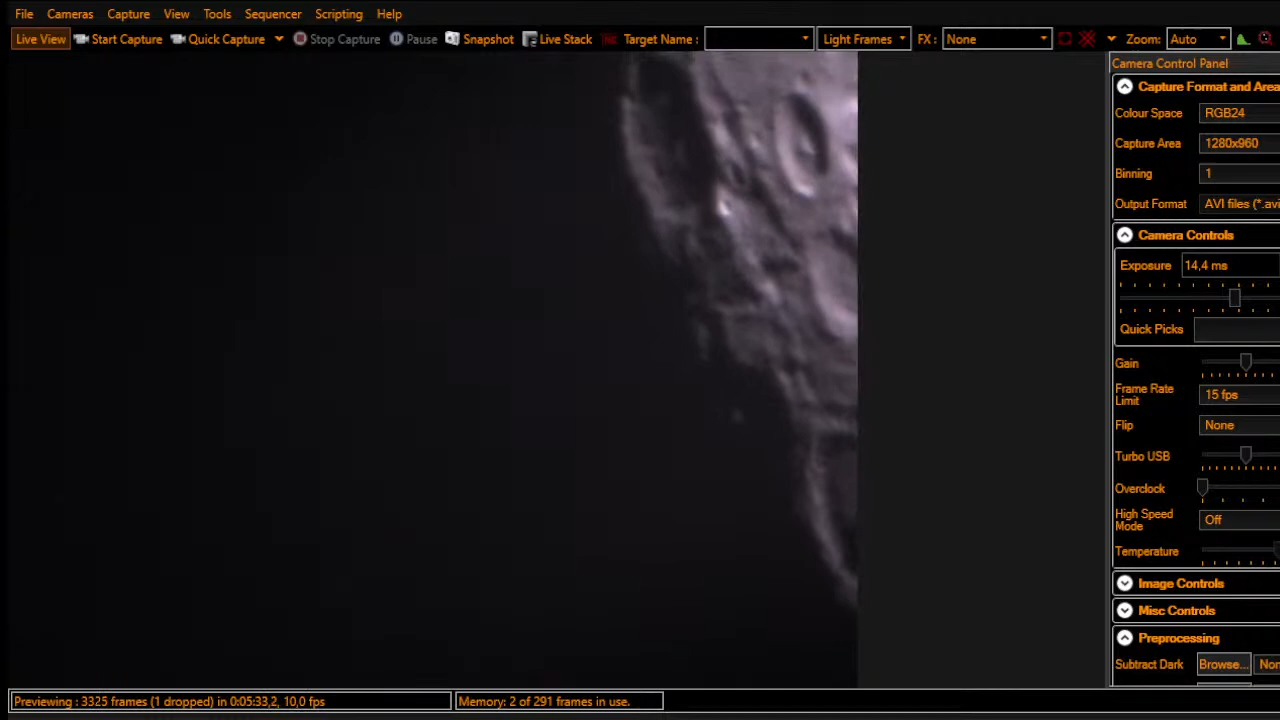 File Cameras Capture View Tools Sequencer Scripting Help
Live View Start Capture Quick Capture Stop Capture Pause Snapshot Live Stack Target Name : Light Frames FX : None Zoom: Auto
Camera Control Panel
Capture Format and Area
Colour Space RGB24
Capture Area 1280x960
Binning 1
Output Format AVI files (*.avi
Camera Controls
Exposure 14,4 ms
Quick Picks
Gain
Frame Rate Limit 15 fps
Flip None
Turbo USB
Overclock
High Speed Mode Off
Temperature
Image Controls
Misc Controls
Preprocessing
Subtract Dark Browse... Non
Previewing : 3325 frames (1 dropped) in 0:05:33,2, 10,0 fps Memory: 2 of 291 frames in use.